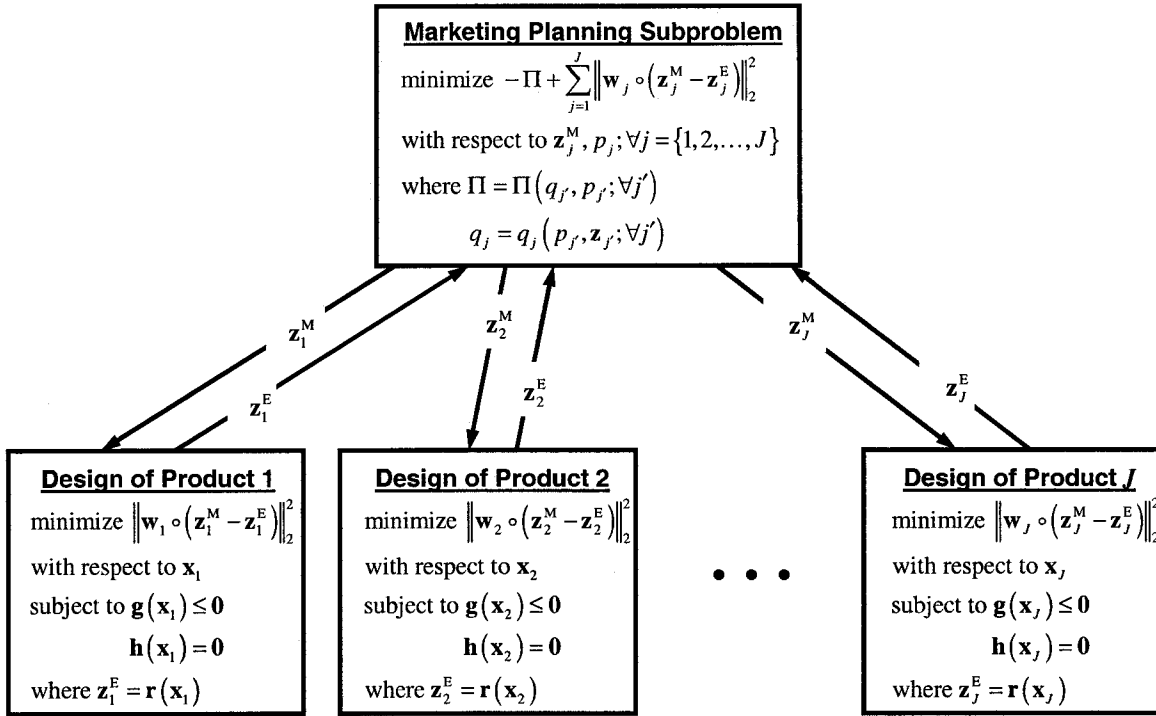 Marketing Planning Subproblem
minimize −Π + ∑_{j=1}^{J} ‖w_j ∘ (z_j^M − z_j^E)‖_2^2
with respect to z_j^M, p_j; ∀j = {1, 2, …, J}
where Π = Π(q_{j′}, p_{j′}; ∀j′)
q_j = q_j(p_{j′}, z_{j′}; ∀j′)
z_1^M
z_1^E
z_2^M
z_2^E
z_J^M
z_J^E
Design of Product 1
minimize ‖w_1 ∘ (z_1^M − z_1^E)‖_2^2
with respect to x_1
subject to g(x_1) ≤ 0
h(x_1) = 0
where z_1^E = r(x_1)
Design of Product 2
minimize ‖w_2 ∘ (z_2^M − z_2^E)‖_2^2
with respect to x_2
subject to g(x_2) ≤ 0
h(x_2) = 0
where z_2^E = r(x_2)
• • •
Design of Product J
minimize ‖w_J ∘ (z_J^M − z_J^E)‖_2^2
with respect to x_J
subject to g(x_J) ≤ 0
h(x_J) = 0
where z_J^E = r(x_J)